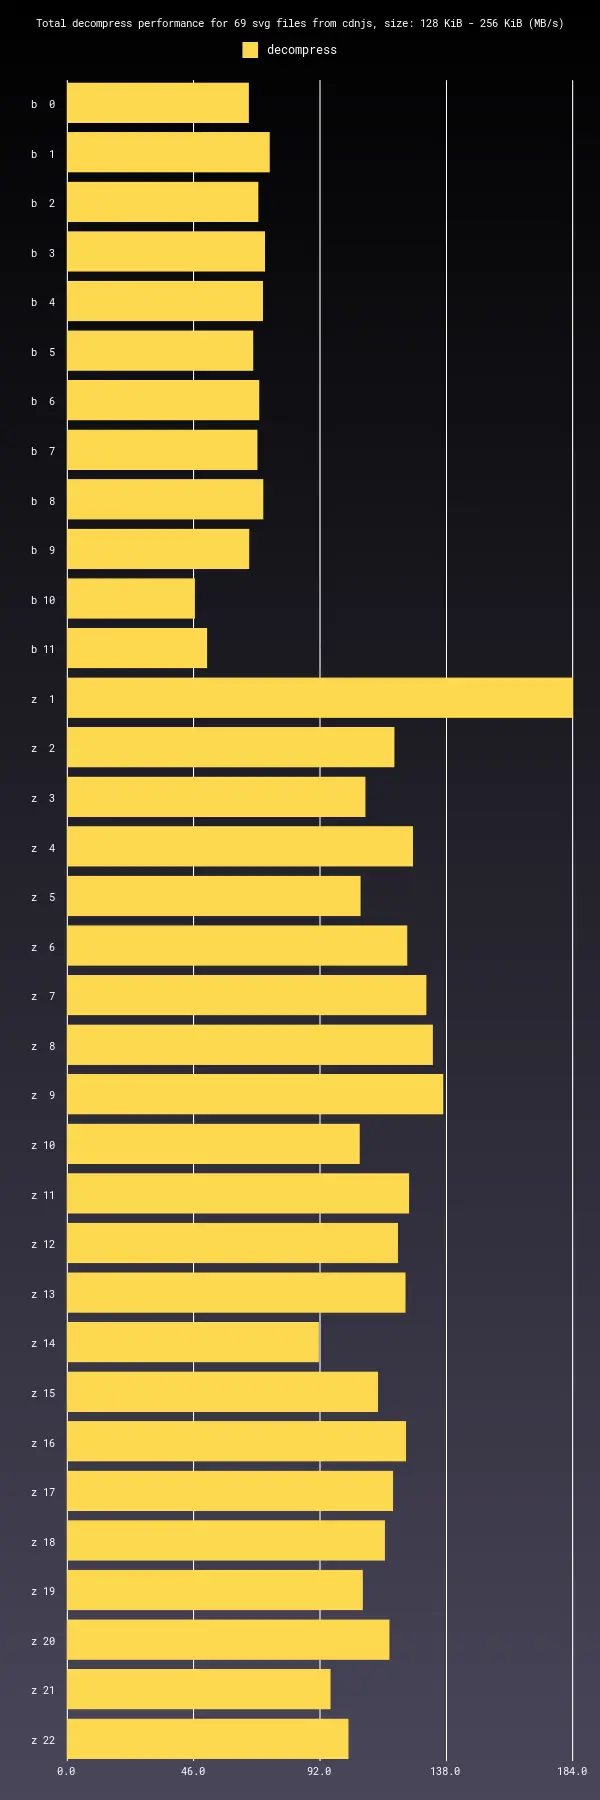 Total decompress performance for 69 svg files from cdnjs, size: 128 KiB - 256 KiB (MB/s)
decompress
b 0
b 1
b 2
b 3
b 4
b 5
b 6
b 7
b 8
b 9
b 10
b 11
z 1
z 2
z 3
z 4
z 5
z 6
z 7
z 8
z 9
z 10
z 11
z 12
z 13
z 14
z 15
z 16
z 17
z 18
z 19
z 20
z 21
z 22
0.0 46.0 92.0 138.0 184.0